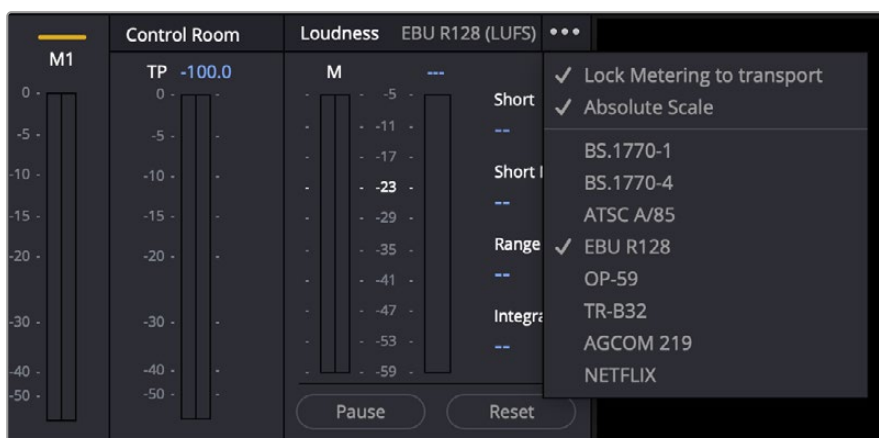 M1
0
-5
-10
-15
-20
-30
-40
-50
Control Room
TP -100.0
0
-5
-10
-15
-20
-30
-40
-50
Loudness EBU R128 (LUFS) •••
M ---
-5
-11
-17
-23
-29
-35
-41
-47
-53
-59
Short
--
Short
--
Range
--
--
Pause Reset
✓ Lock Metering to transport
✓ Absolute Scale
BS.1770-1
BS.1770-4
ATSC A/85
✓ EBU R128
OP-59
TR-B32
AGCOM 219
NETFLIX